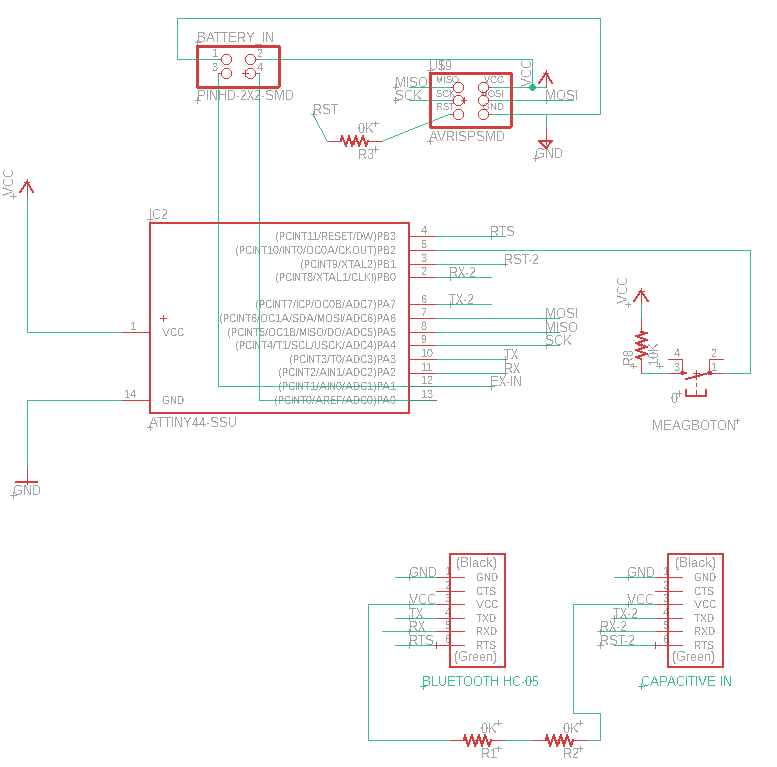 BATTERY_IN
1 2
3 4
PINHD-2X2-SMD
MISO
SCK
MISO VCC
SCK MOSI
RST GND
VCC
MOSI
AVRISPSMD
GND
RST
0K
R3
VCC
IC2
(PCINT11/RESET/DW)PB3 4 RTS
(PCINT10/INT0/OC0A/CKOUT)PB2 5
(PCINT9/XTAL2)PB1 3 RST-2
(PCINT8/XTAL1/CLKI)PB0 2 RX-2
(PCINT7/ICP/OC0B/ADC7)PA7 6 TX-2
(PCINT6/OC1A/SDA/MOSI/ADC6)PA6 7 MOSI
1 VCC (PCINT5/OC1B/MISO/DO/ADC5)PA5 8 MISO
(PCINT4/T1/SCL/USCK/ADC4)PA4 9 SCK
(PCINT3/T0/ADC3)PA3 10 TX
(PCINT2/AIN1/ADC2)PA2 11 RX
(PCINT1/AIN0/ADC1)PA1 12 EX-IN
14 GND (PCINT0/AREF/ADC0)PA0 13
ATTINY44-SSU
GND
VCC
R8
10K
4 2
3 1
0
MEAGBOTON
(Black)
GND 1 GND
2 CTS
VCC 3 VCC
TX 4 TXD
RX 5 RXD
RTS 6 RTS
(Green)
BLUETOOTH HC-05
(Black)
GND 1 GND
2 CTS
VCC 3 VCC
TX-2 4 TXD
RX-2 5 RXD
RST-2 6 RTS
(Green)
CAPACITIVE IN
0K
R1
0K
R2